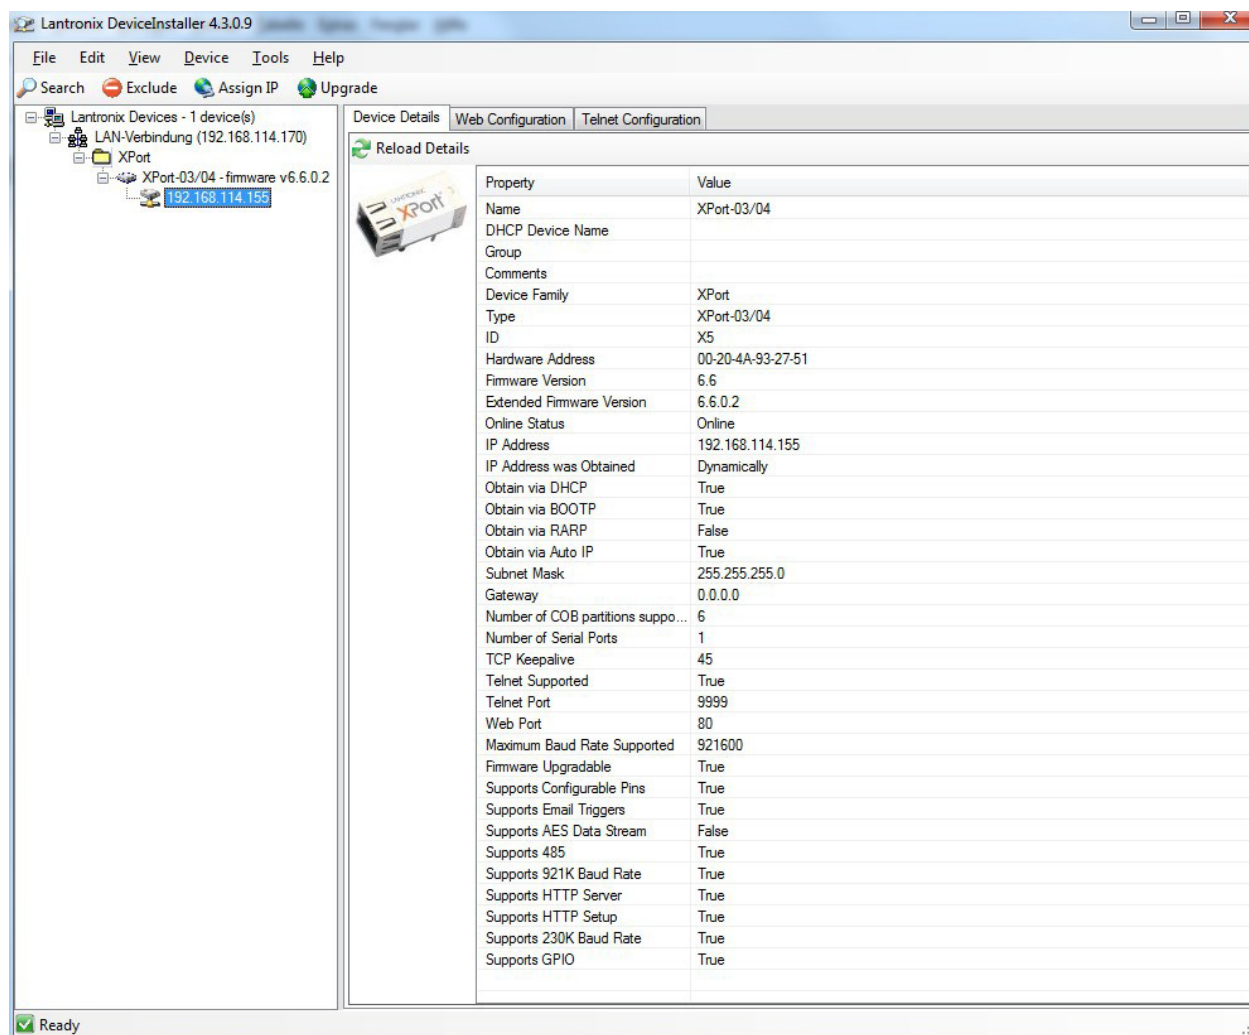 Lantronix DeviceInstaller 4.3.0.9
File Edit View Device Tools Help
Search Exclude Assign IP Upgrade
Lantronix Devices - 1 device(s)
LAN-Verbindung (192.168.114.170)
XPort
XPort-03/04 - firmware v6.6.0.2
192.168.114.155
Device Details Web Configuration Telnet Configuration
Reload Details
LANTRONIX
XPort
Property Value
Name XPort-03/04
DHCP Device Name
Group
Comments
Device Family XPort
Type XPort-03/04
ID X5
Hardware Address 00-20-4A-93-27-51
Firmware Version 6.6
Extended Firmware Version 6.6.0.2
Online Status Online
IP Address 192.168.114.155
IP Address was Obtained Dynamically
Obtain via DHCP True
Obtain via BOOTP True
Obtain via RARP False
Obtain via Auto IP True
Subnet Mask 255.255.255.0
Gateway 0.0.0.0
Number of COB partitions suppo... 6
Number of Serial Ports 1
TCP Keepalive 45
Telnet Supported True
Telnet Port 9999
Web Port 80
Maximum Baud Rate Supported 921600
Firmware Upgradable True
Supports Configurable Pins True
Supports Email Triggers True
Supports AES Data Stream False
Supports 485 True
Supports 921K Baud Rate True
Supports HTTP Server True
Supports HTTP Setup True
Supports 230K Baud Rate True
Supports GPIO True
Ready